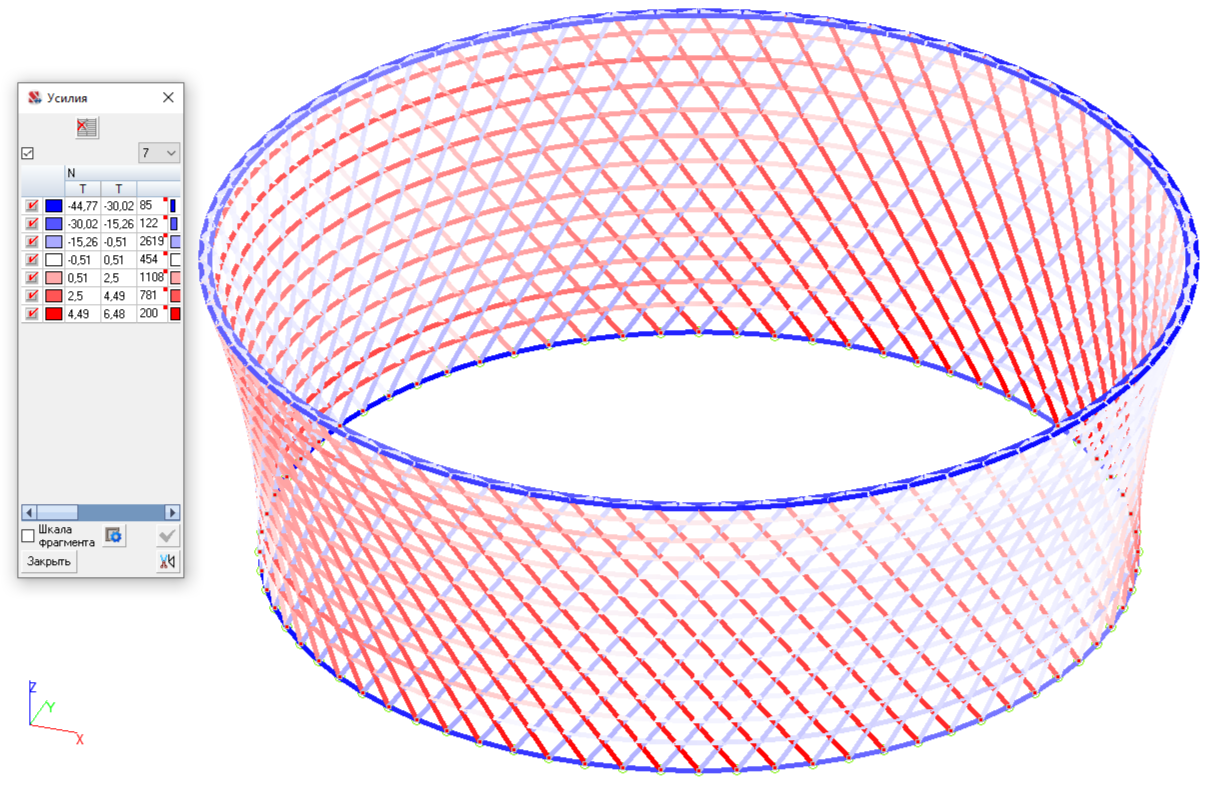 Усилия
7
N
T T
-44,77 -30,02 85
-30,02 -15,26 122
-15,26 -0,51 2619
-0,51 0,51 454
0,51 2,5 1108
2,5 4,49 781
4,49 6,48 200
Шкала
фрагмента
Закрыть
Z
Y
X